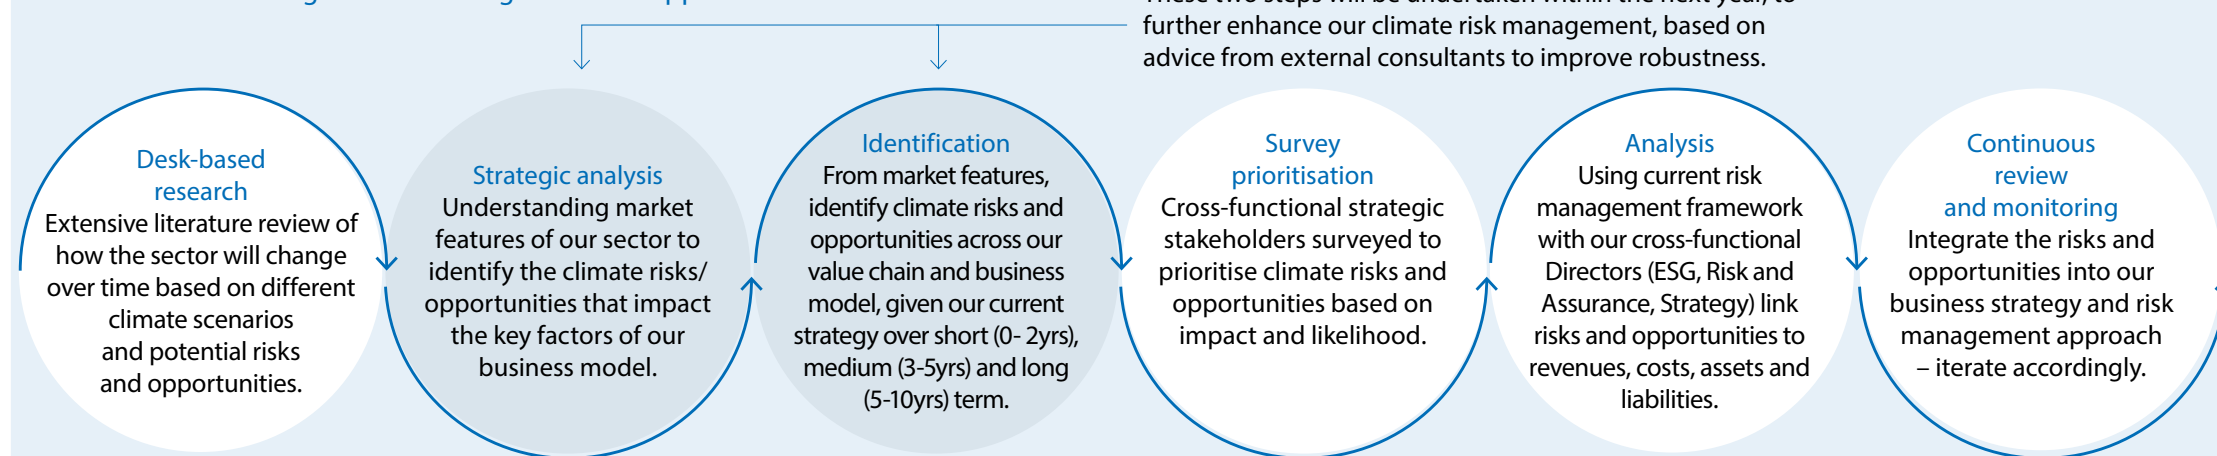 These two steps will be undertaken within the next year, to
further enhance our climate risk management, based on
advice from external consultants to improve robustness.
Desk-based
research
Extensive literature review of
how the sector will change
over time based on different
climate scenarios
and potential risks
and opportunities.
Strategic analysis
Understanding market
features of our sector to
identify the climate risks/
opportunities that impact
the key factors of our
business model.
Identification
From market features,
identify climate risks and
opportunities across our
value chain and business
model, given our current
strategy over short (0- 2yrs),
medium (3-5yrs) and long
(5-10yrs) term.
Survey
prioritisation
Cross-functional strategic
stakeholders surveyed to
prioritise climate risks and
opportunities based on
impact and likelihood.
Analysis
Using current risk
management framework
with our cross-functional
Directors (ESG, Risk and
Assurance, Strategy) link
risks and opportunities to
revenues, costs, assets and
liabilities.
Continuous
review
and monitoring
Integrate the risks and
opportunities into our
business strategy and risk
management approach
– iterate accordingly.